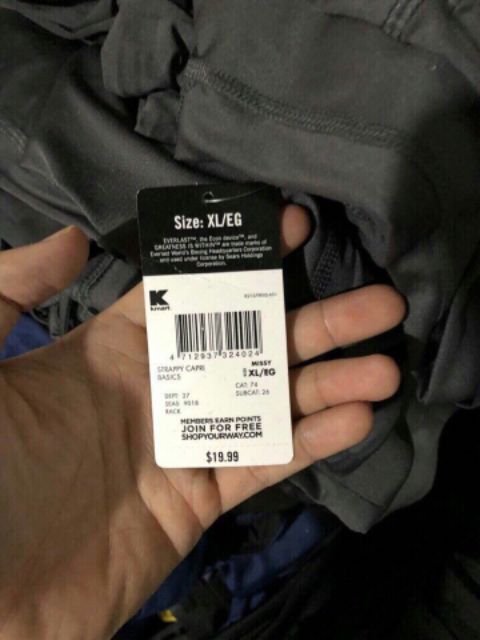 Size: XL/EG
EVERLAST™, the Econ device™, and
GREATNESS IS WITHIN™ are trade marks of
Everlast World's Boxing Headquarters Corporation
and used under license by Sears Holdings
Corporation.
K
kmart
4 712937 324024
STRAPPY CAPRI
BASICS
MISSY
XL/EG
DEPT: 27
CAT: 74
SEAS: 9018
SUBCAT: 26
RACK
MEMBERS EARN POINTS
JOIN FOR FREE
SHOPYOURWAY.COM
$19.99